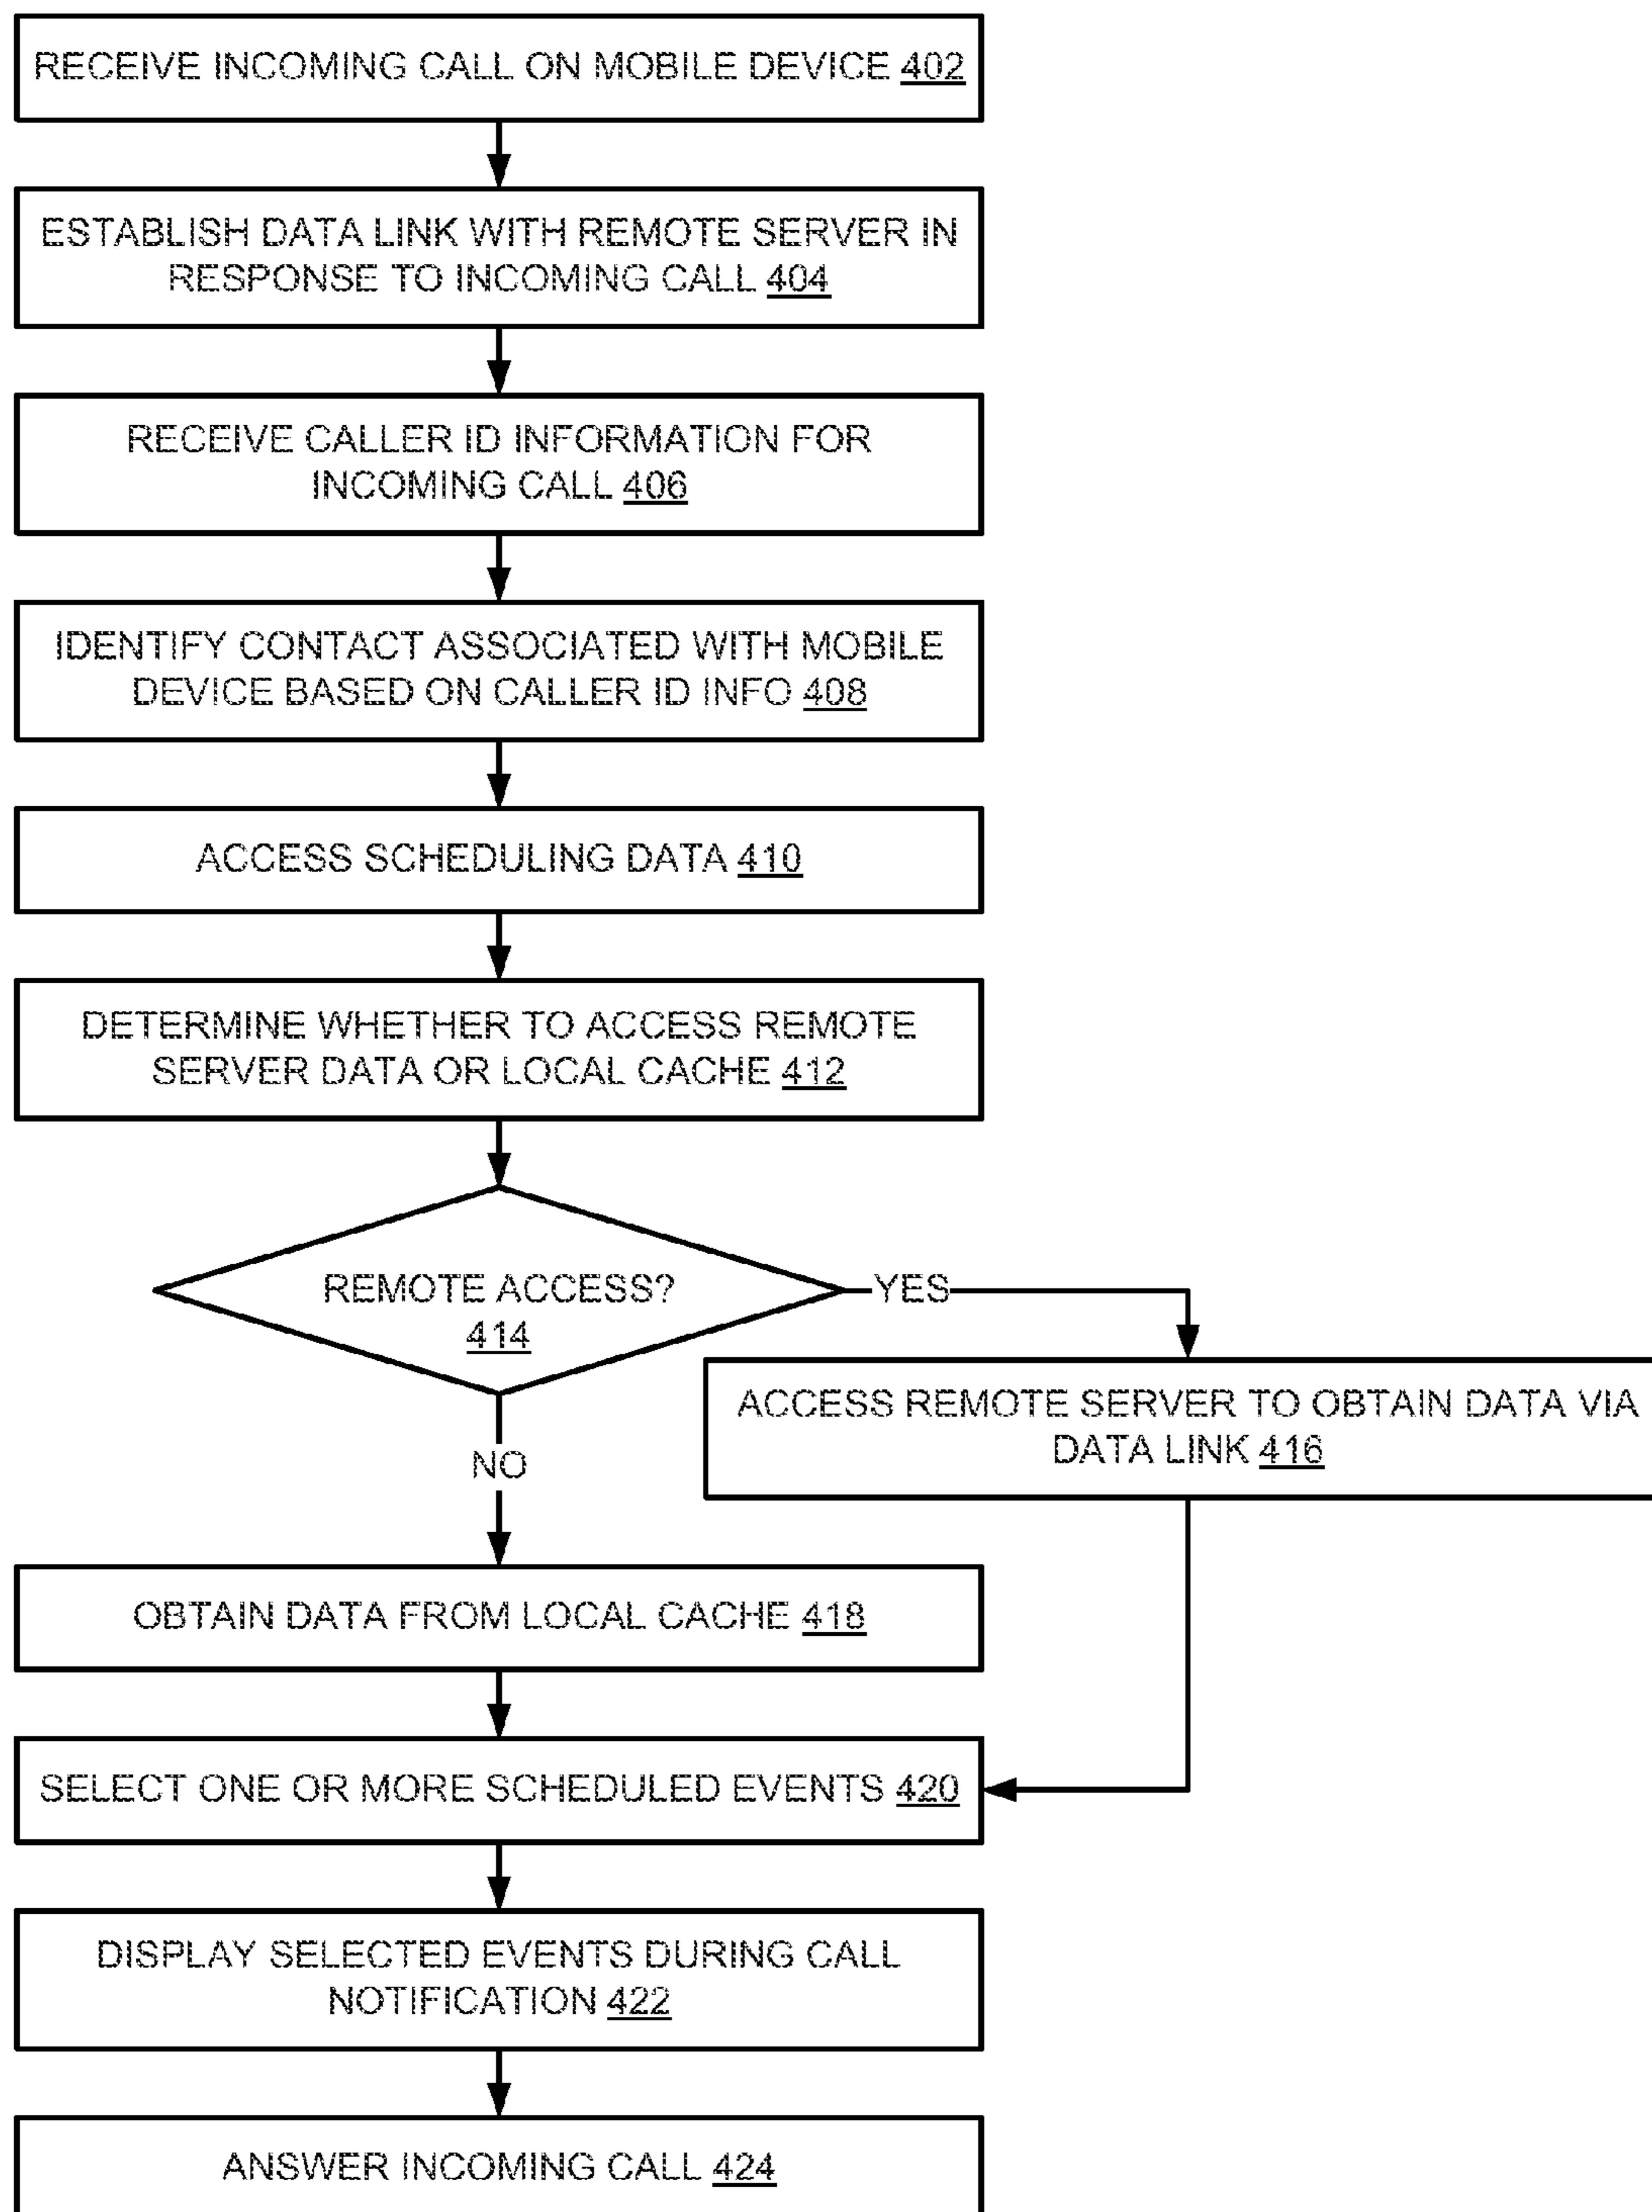 RECEIVE INCOMING CALL ON MOBILE DEVICE 402
ESTABLISH DATA LINK WITH REMOTE SERVER IN
RESPONSE TO INCOMING CALL 404
RECEIVE CALLER ID INFORMATION FOR
INCOMING CALL 406
IDENTIFY CONTACT ASSOCIATED WITH MOBILE
DEVICE BASED ON CALLER ID INFO 408
ACCESS SCHEDULING DATA 410
DETERMINE WHETHER TO ACCESS REMOTE
SERVER DATA OR LOCAL CACHE 412
REMOTE ACCESS?
414
YES
ACCESS REMOTE SERVER TO OBTAIN DATA VIA
DATA LINK 416
NO
OBTAIN DATA FROM LOCAL CACHE 418
SELECT ONE OR MORE SCHEDULED EVENTS 420
DISPLAY SELECTED EVENTS DURING CALL
NOTIFICATION 422
ANSWER INCOMING CALL 424